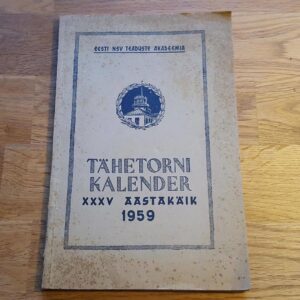 EESTI NSV TEADUSTE AKADEEMIA
TÄHETORNI
KALENDER
XXXV AASTAKÄIK
1959